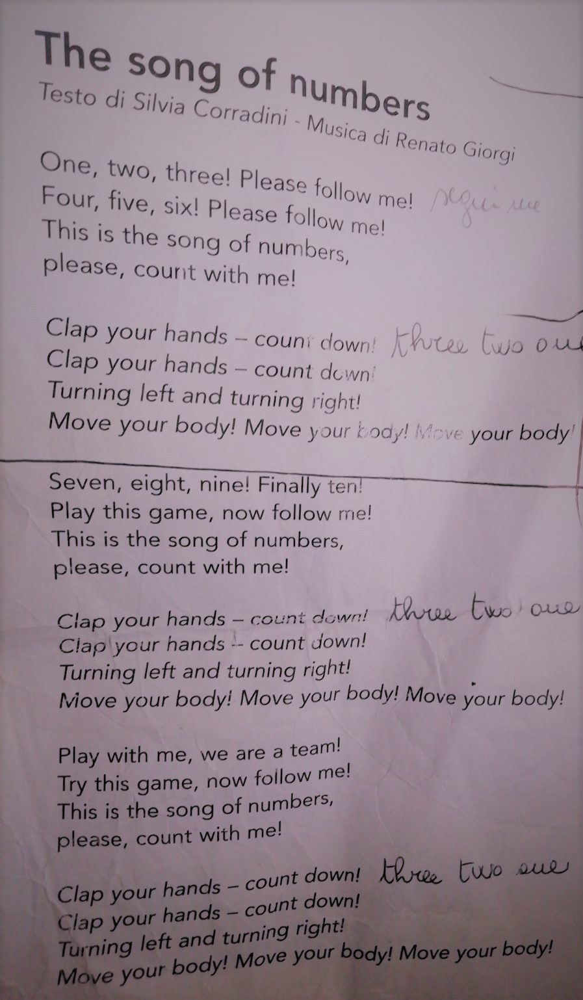 The song of numbers
Testo di Silvia Corradini - Musica di Renato Giorgi
One, two, three! Please follow me! segui me
Four, five, six! Please follow me!
This is the song of numbers,
please, count with me!
Clap your hands – count down! three two one
Clap your hands – count down!
Turning left and turning right!
Move your body! Move your body! Move your body!
Seven, eight, nine! Finally ten!
Play this game, now follow me!
This is the song of numbers,
please, count with me!
Clap your hands – count down! three two one
Clap your hands – count down!
Turning left and turning right!
Move your body! Move your body! Move your body!
Play with me, we are a team!
Try this game, now follow me!
This is the song of numbers,
please, count with me!
Clap your hands – count down! three two one
Clap your hands – count down!
Turning left and turning right!
Move your body! Move your body! Move your body!